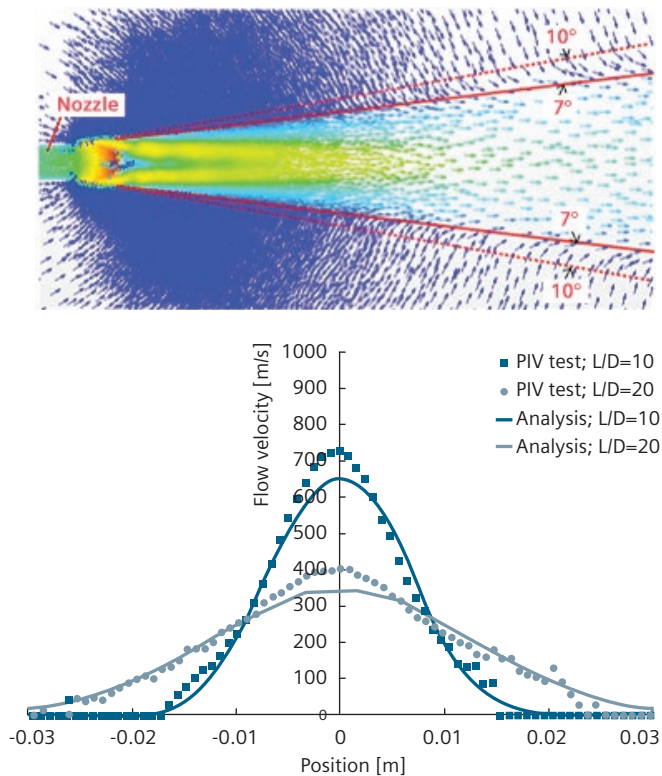 10°
Nozzle
7°
7°
10°
1000
900
800
700
600
500
400
300
200
100
0
Flow velocity [m/s]
PIV test; L/D=10
PIV test; L/D=20
Analysis; L/D=10
Analysis; L/D=20
-0.03 -0.02 -0.01 0 0.01 0.02 0.03
Position [m]